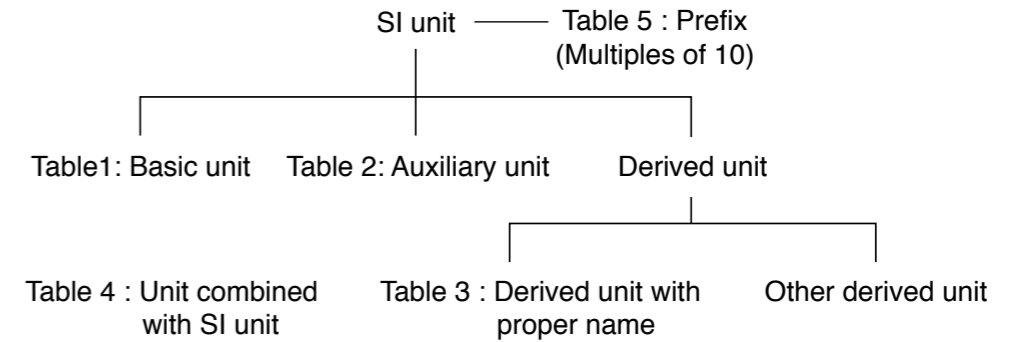 SI unit
Table 5 : Prefix
(Multiples of 10)
Table1: Basic unit
Table 2: Auxiliary unit
Derived unit
Table 4 : Unit combined
with SI unit
Table 3 : Derived unit with
proper name
Other derived unit